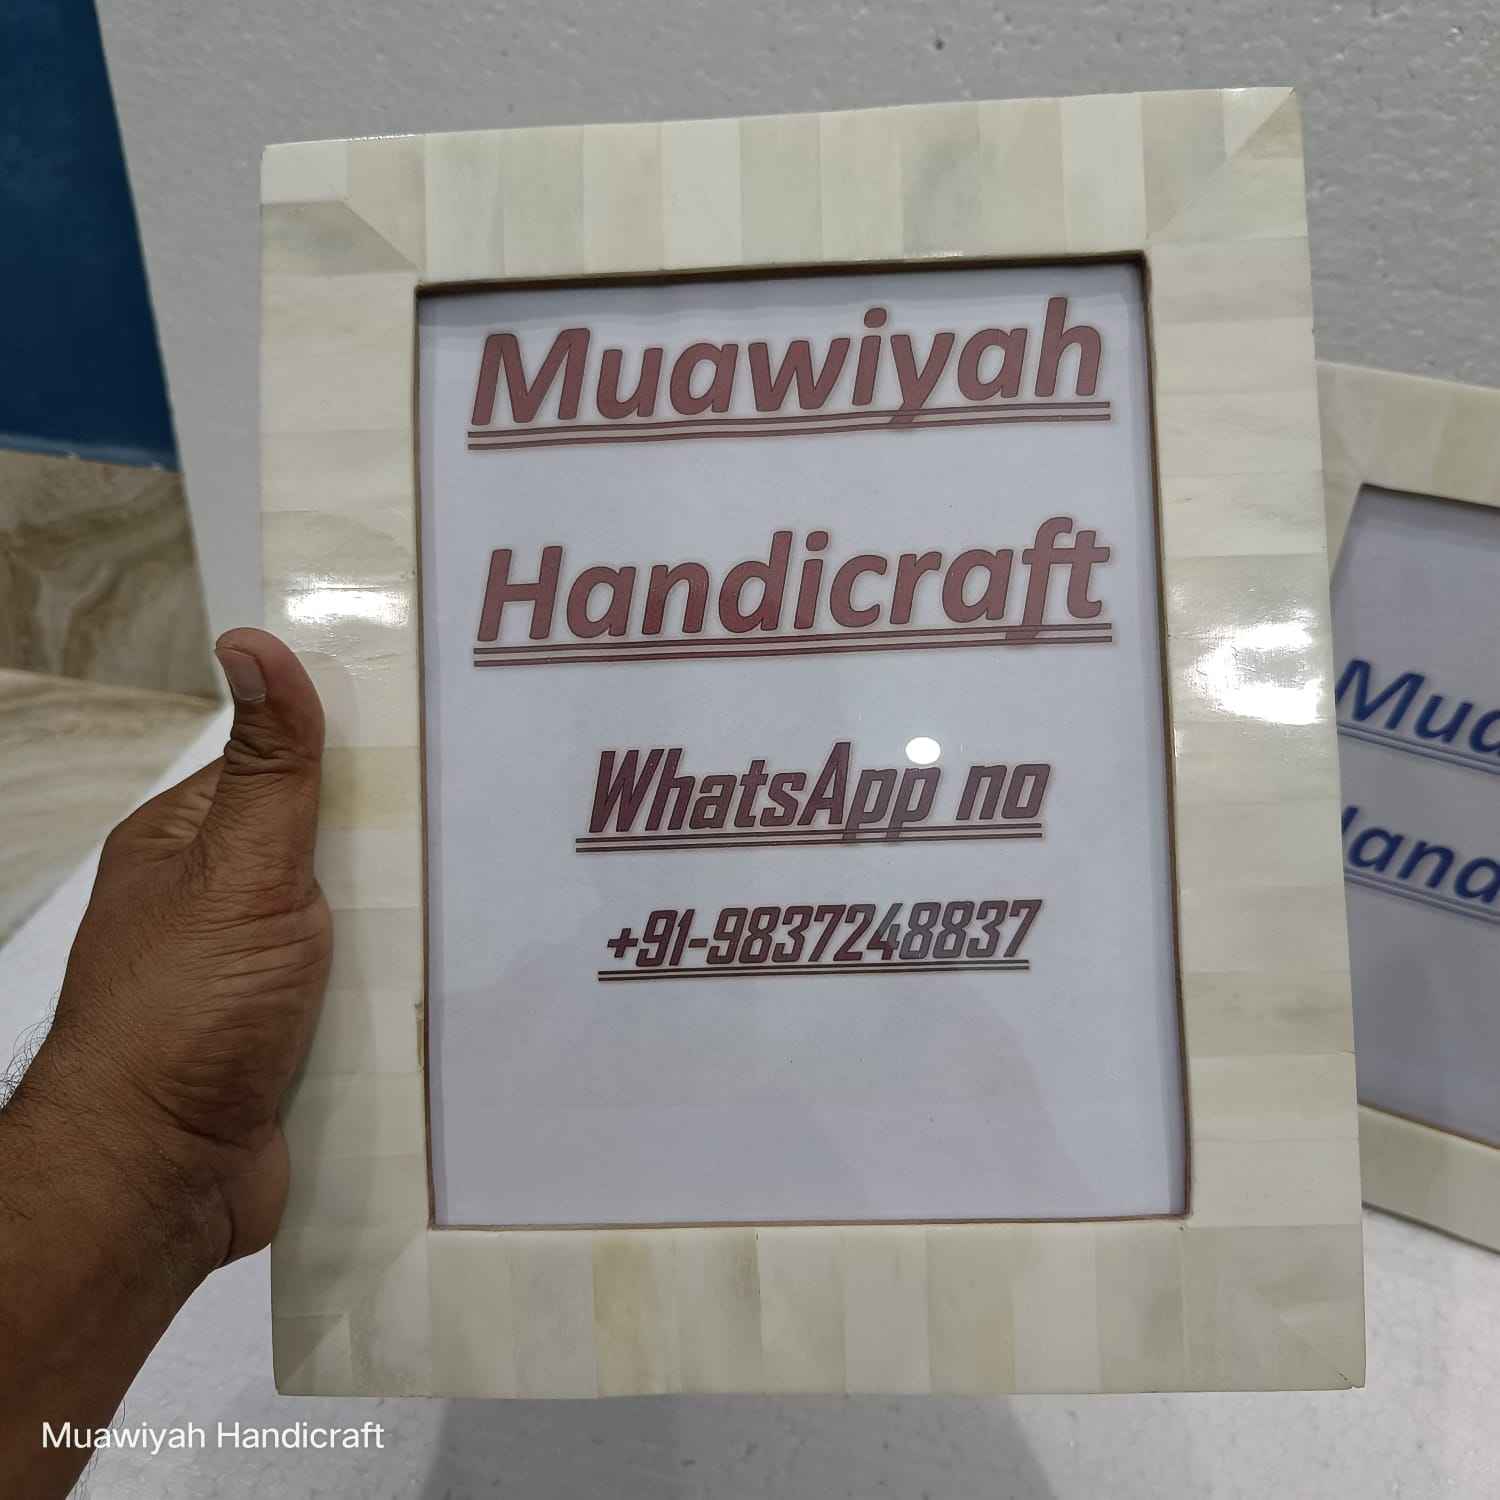 Muawiyah
Handicraft
WhatsApp no
+91-9837248837
Mua
Hand
Muawiyah Handicraft